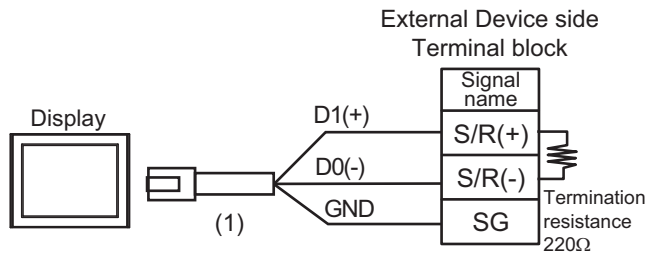 External Device side
Terminal block
Signal
name
Display
D1(+)
S/R(+)
D0(-)
S/R(-)
GND
SG
(1)
Termination
resistance
220Ω